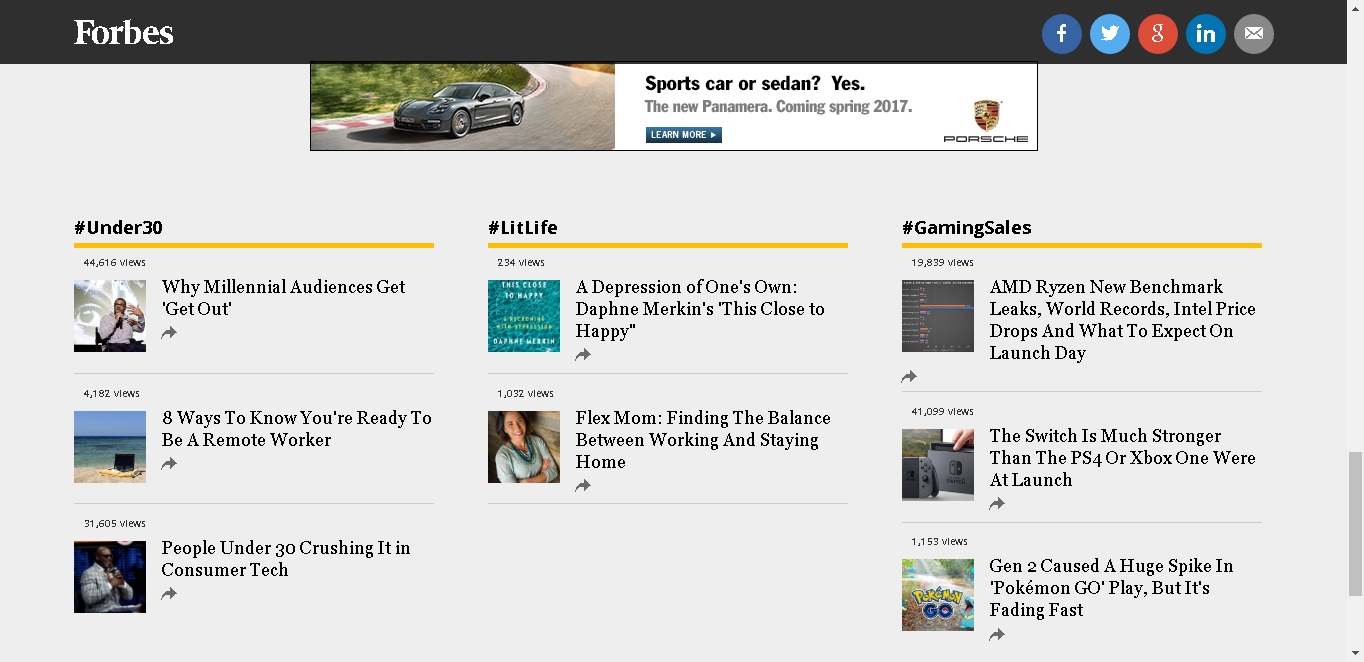 Forbes
Sports car or sedan? Yes.
The new Panamera. Coming spring 2017.
LEARN MORE
PORSCHE
#Under30
44,616 views
Why Millennial Audiences Get
'Get Out'
4,182 views
8 Ways To Know You're Ready To
Be A Remote Worker
31,605 views
People Under 30 Crushing It in
Consumer Tech
#LitLife
234 views
THIS CLOSE
TO HAPPY
A RECKONING
WITH DEPRESSION
DAPHNE MERKIN
A Depression of One's Own:
Daphne Merkin's 'This Close to
Happy"
1,032 views
Flex Mom: Finding The Balance
Between Working And Staying
Home
#GamingSales
19,839 views
AMD Ryzen New Benchmark
Leaks, World Records, Intel Price
Drops And What To Expect On
Launch Day
41,099 views
SWITCH
The Switch Is Much Stronger
Than The PS4 Or Xbox One Were
At Launch
1,153 views
POKÉMON
GO
Gen 2 Caused A Huge Spike In
'Pokémon GO' Play, But It's
Fading Fast